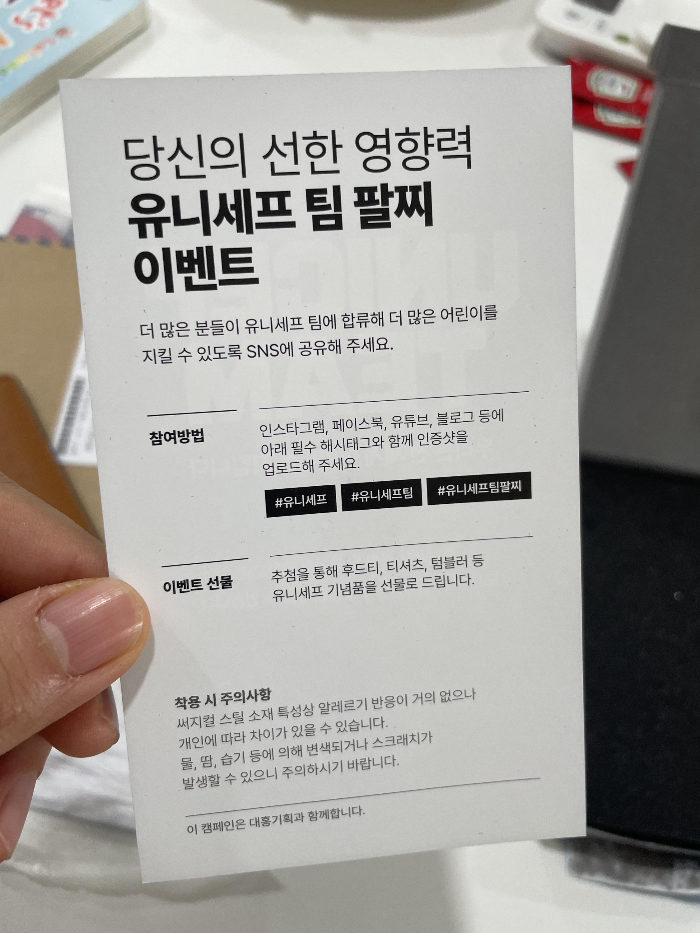 당신의 선한 영향력
유니세프 팀 팔찌
이벤트
더 많은 분들이 유니세프 팀에 합류해 더 많은 어린이를
지킬 수 있도록 SNS에 공유해 주세요.
참여방법
인스타그램, 페이스북, 유튜브, 블로그 등에
아래 필수 해시태그와 함께 인증샷을
업로드해 주세요.
#유니세프 #유니세프팀 #유니세프팀팔찌
이벤트 선물
추첨을 통해 후드티, 티셔츠, 텀블러 등
유니세프 기념품을 선물로 드립니다.
착용 시 주의사항
써지컬 스틸 소재 특성상 알레르기 반응이 거의 없으나
개인에 따라 차이가 있을 수 있습니다.
물, 땀, 습기 등에 의해 변색되거나 스크래치가
발생할 수 있으니 주의하시기 바랍니다.
이 캠페인은 대홍기획과 함께합니다.